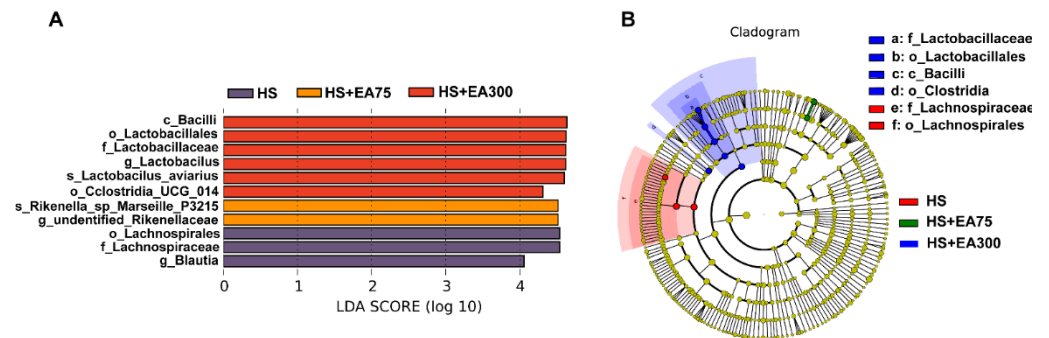 A
HS HS+EA75 HS+EA300
c_Bacilli
o_Lactobacillales
f_Lactobacillaceae
g_Lactobacilus
s_Lactobacillus_aviarius
o_Cclostridia_UCG_014
s_Rikenella_sp_Marseille_P3215
g_undentified_Rikenellaceae
o_Lachnospirales
f_Lachnospiraceae
g_Blautia
0 1 2 3 4
LDA SCORE (log 10)
B
Cladogram
a: f_Lactobacillaceae
b: o_Lactobacillales
c: c_Bacilli
d: o_Clostridia
e: f_Lachnospiraceae
f: o_Lachnospirales
HS
HS+EA75
HS+EA300